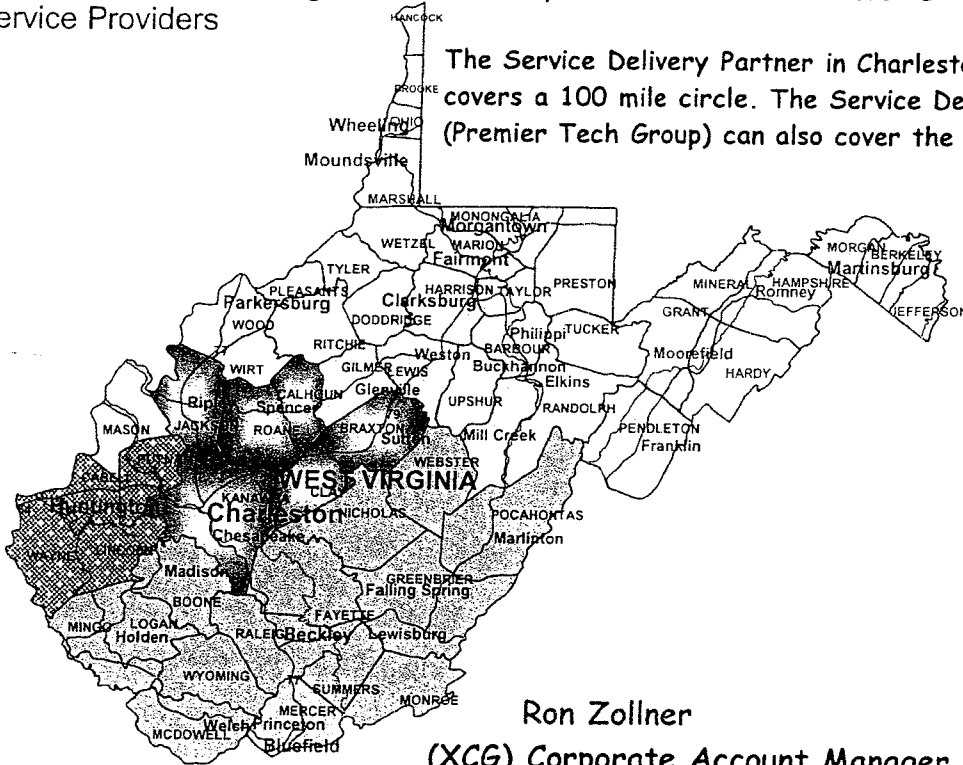 ervice Providers
HANCOCK
The Service Delivery Partner in Charlest
covers a 100 mile circle. The Service De
(Premier Tech Group) can also cover the
BROOKE
OHIO
Wheeling
Moundsville
MARSHALL
MONONGALIA
Morgantown
WETZEL
MARION
Fairmont
MORGAN
BERKELEY
Martinsburg
TYLER
PLEASANTS
HARRISON
TAYLOR
PRESTON
MINERAL
HAMPSHIRE
Romney
Parkersburg
Clarksburg
JEFFERSON
WOOD
DODDRIDGE
GRANT
RITCHIE
Philippi
TUCKER
BARBOUR
Weston
Moorefield
WIRT
GILMER
LEWIS
Buckhannon
HARDY
Elkins
Glenville
CALHOUN
Ripl
Spencer
UPSHUR
RANDOLPH
MASON
JACKSON
ROANE
BRAXTON
Sutton
Mill Creek
PENDLETON
Franklin
WEBSTER
WEST VIRGINIA
CABELL
KANAWHA
CLAY
Huntington
Charleston
NICHOLAS
POCAHONTAS
Chesapeake
Marlinton
WAYNE
LINCOLN
Madison
GREENBRIER
Falling Spring
BOONE
FAYETTE
MINGO
LOGAN
Holden
RALEIG
Beckley
Lewisburg
WYOMING
SUMMERS
MONROE
MERCER
Welch
Princeton
MCDOWELL
Bluefield
Ron Zollner
(XCG) Corporate Account Manager